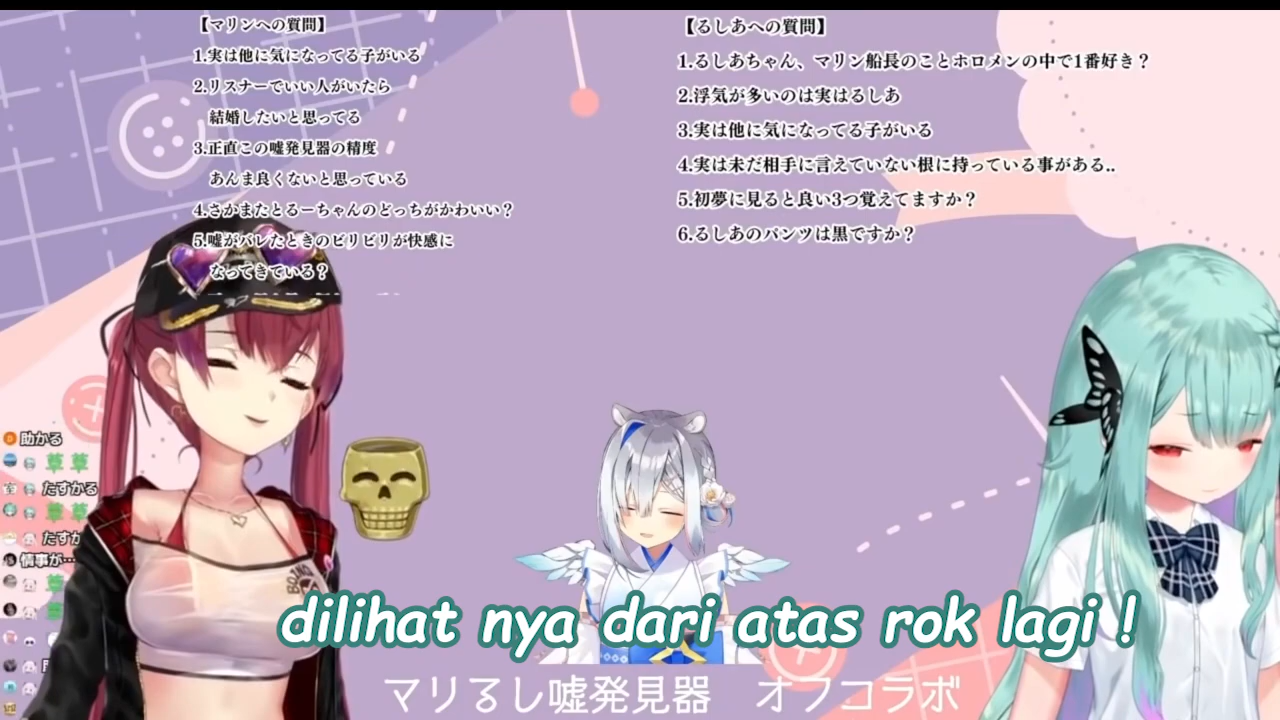 【マリンへの質問】
1.実は他に気になってる子がいる
2.リスナーでいい人がいたら
結婚したいと思ってる
3.正直この嘘発見器の精度
あんま良くないと思っている
4.さかまたとるーちゃんのどっちがかわいい？
5.嘘がバレたときのビリビリが快感に
なってきている？
【るしあへの質問】
1.るしあちゃん、マリン船長のことホロメンの中で1番好き？
2.浮気が多いのは実はるしあ
3.実は他に気になってる子がいる
4.実は未だ相手に言えていない根に持っている事がある..
5.初夢に見ると良い3つ覚えてますか？
6.るしあのパンツは黒ですか？
助かる
草草
たすかる
草草
たすか
情事が…
草
草
BOING
dilihat nya dari atas rok lagi !
マリるし嘘発見器 オフコラボ